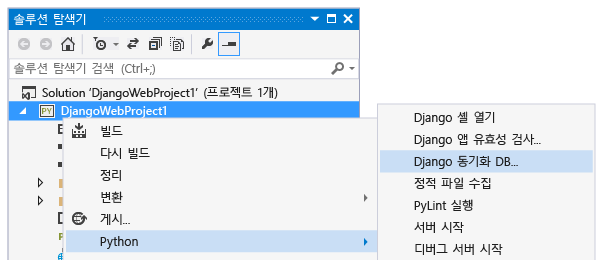 솔루션 탐색기
솔루션 탐색기 검색 (Ctrl+;)
Solution 'DjangoWebProject1' (프로젝트 1개)
PY DjangoWebProject1
빌드
다시 빌드
정리
변환
게시...
Python
Django 셸 열기
Django 앱 유효성 검사...
Django 동기화 DB...
정적 파일 수집
PyLint 실행
서버 시작
디버그 서버 시작